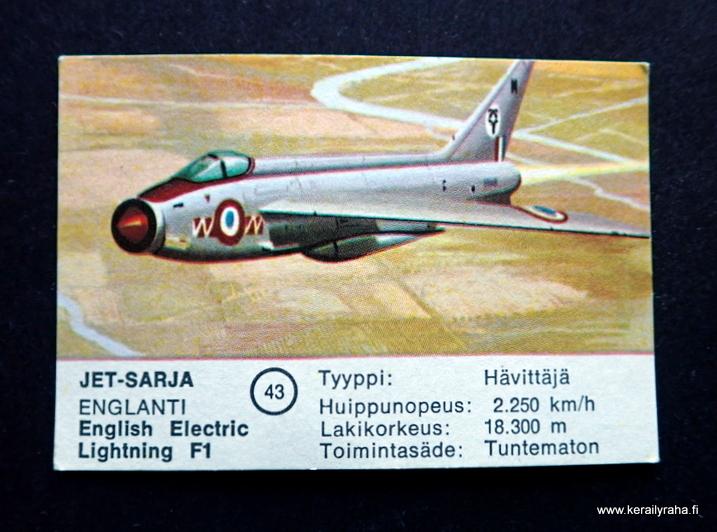 N
W N
JET-SARJA
ENGLANTI
English Electric
Lightning F1
43
Tyyppi: Hävittäjä
Huippunopeus: 2.250 km/h
Lakikorkeus: 18.300 m
Toimintasäde: Tuntematon
www.kerailyraha.fi